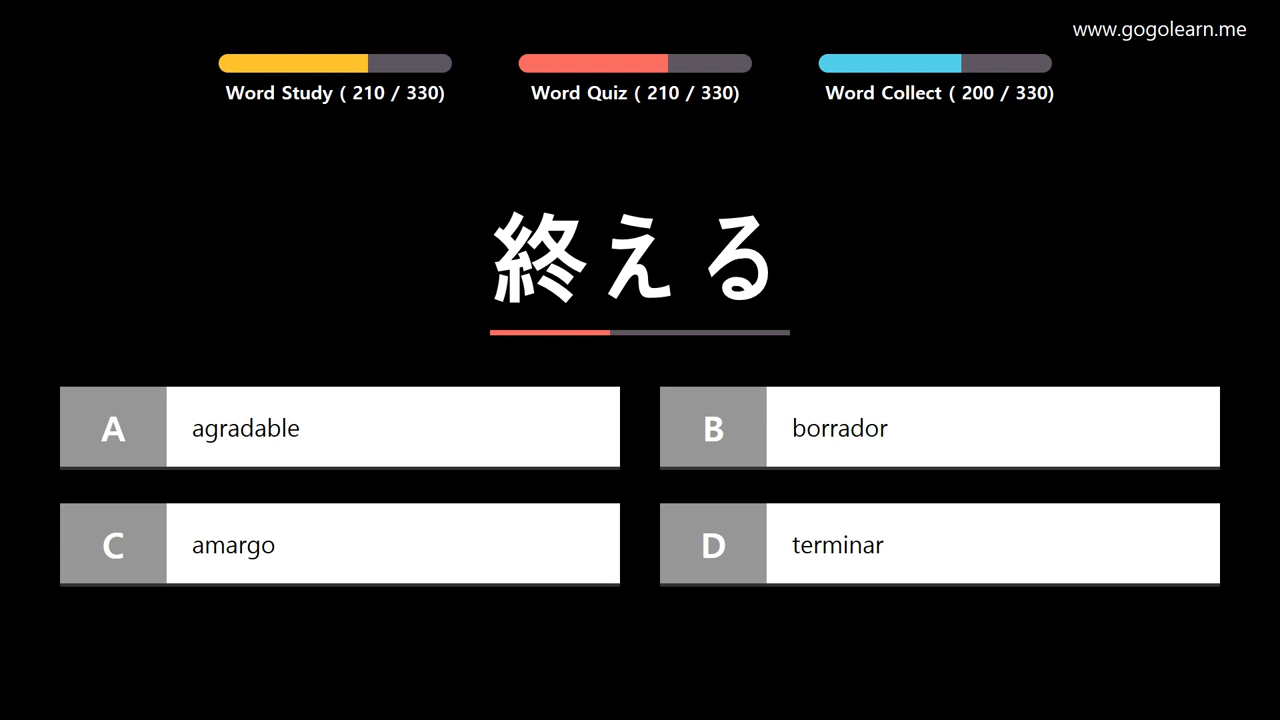 www.gogolearn.me
Word Study ( 210 / 330)
Word Quiz ( 210 / 330)
Word Collect ( 200 / 330)
終える
A agradable
B borrador
C amargo
D terminar